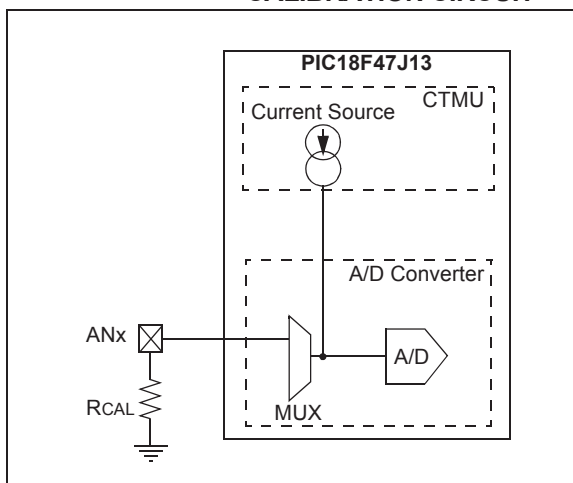 PIC18F47J13
CTMU
Current Source
A/D Converter
ANx
A/D
RCAL
MUX